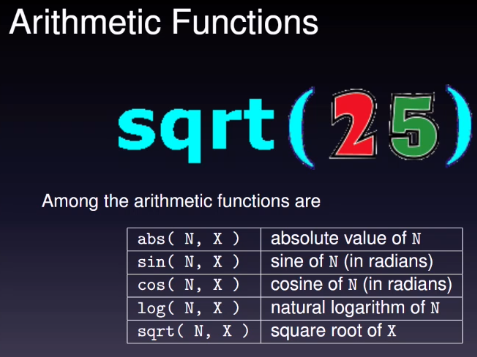 Arithmetic Functions
sqrt(25)
Among the arithmetic functions are
abs( N, X ) absolute value of N
sin( N, X ) sine of N (in radians)
cos( N, X ) cosine of N (in radians)
log( N, X ) natural logarithm of N
sqrt( N, X ) square root of X